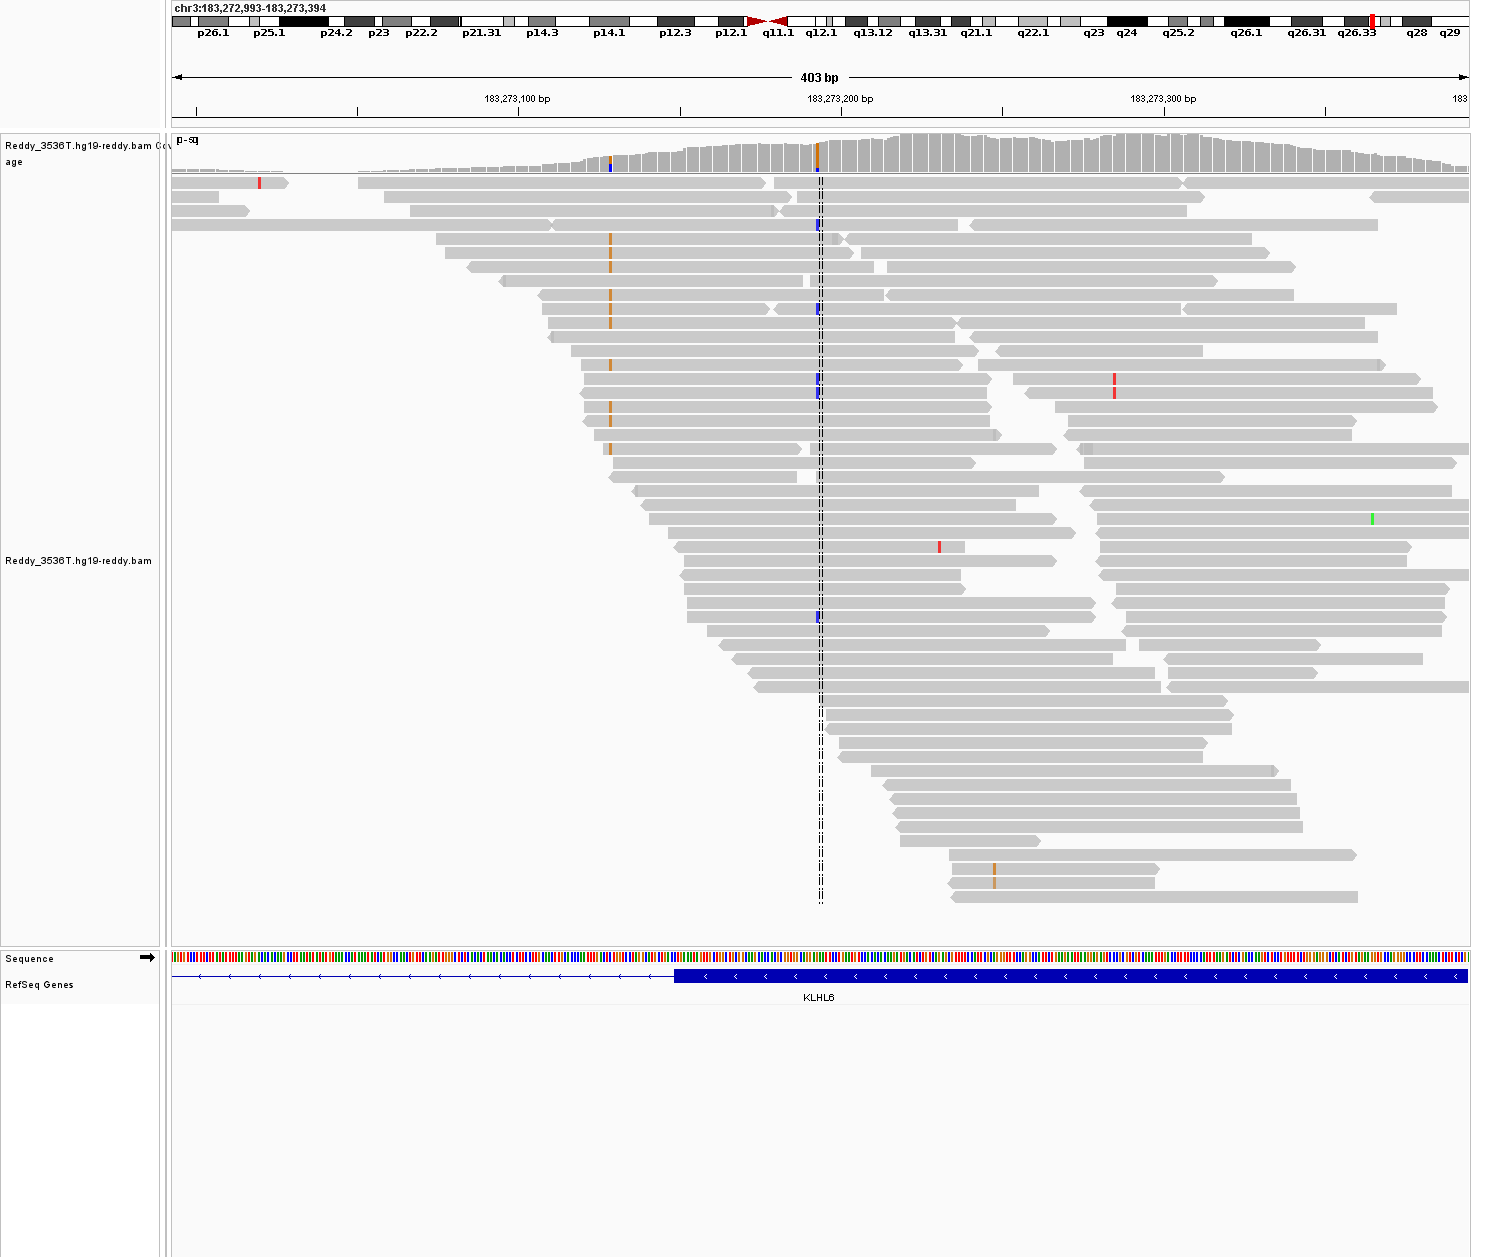 chr3:183,272,993-183,273,394
p26.1 p25.1 p24.2 p23 p22.2 p21.31 p14.3 p14.1 p12.3 p12.1 q11.1 q12.1 q13.12 q13.31 q21.1 q22.1 q23 q24 q25.2 q26.1 q26.31 q26.33 q28 q29
403 bp
183,273,100 bp 183,273,200 bp 183,273,300 bp 183
Reddy_3536T.hg19-reddy.bam Cov
age
Reddy_3536T.hg19-reddy.bam
Sequence
RefSeq Genes
KLHL6